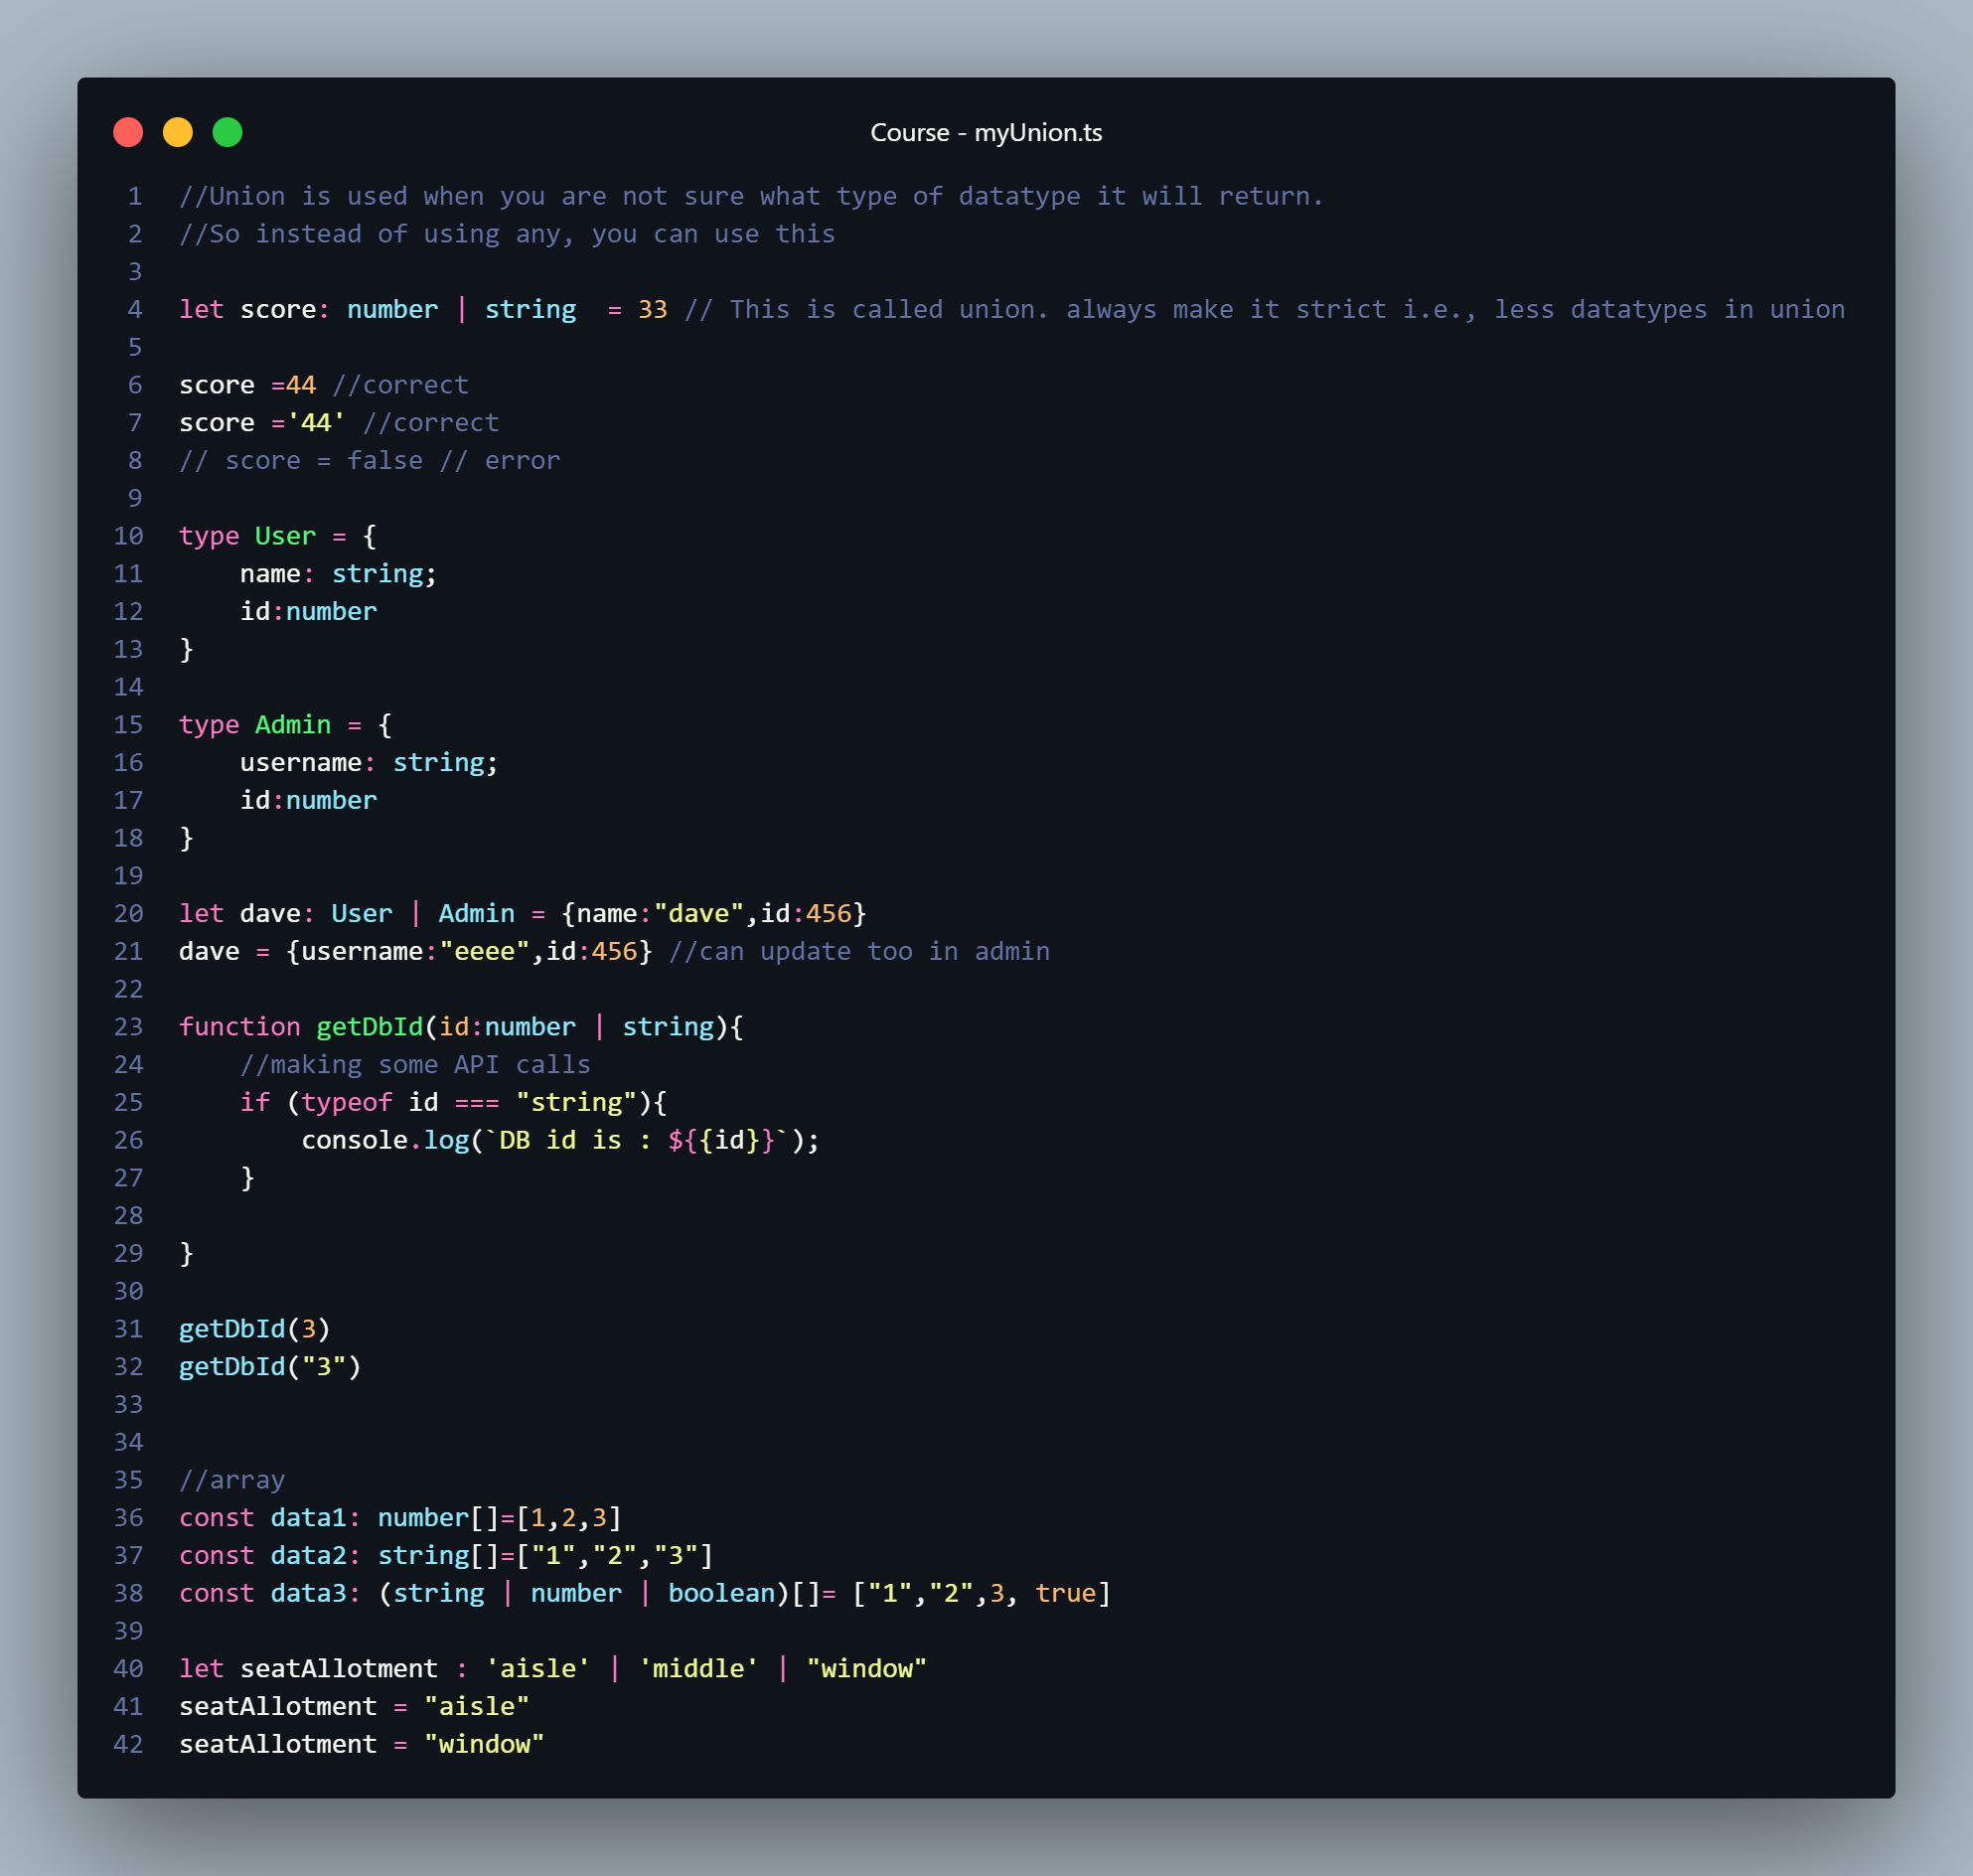 Course - myUnion.ts
1 //Union is used when you are not sure what type of datatype it will return.
2 //So instead of using any, you can use this
3
4 let score: number | string  = 33 // This is called union. always make it strict i.e., less datatypes in union
5
6 score =44 //correct
7 score ='44' //correct
8 // score = false // error
9
10 type User = {
11     name: string;
12     id:number
13 }
14
15 type Admin = {
16     username: string;
17     id:number
18 }
19
20 let dave: User | Admin = {name:"dave",id:456}
21 dave = {username:"eeee",id:456} //can update too in admin
22
23 function getDbId(id:number | string){
24     //making some API calls
25     if (typeof id === "string"){
26         console.log(`DB id is : ${{id}}`);
27     }
28
29 }
30
31 getDbId(3)
32 getDbId("3")
33
34
35 //array
36 const data1: number[]=[1,2,3]
37 const data2: string[]=["1","2","3"]
38 const data3: (string | number | boolean)[]= ["1","2",3, true]
39
40 let seatAllotment : 'aisle' | 'middle' | "window"
41 seatAllotment = "aisle"
42 seatAllotment = "window"